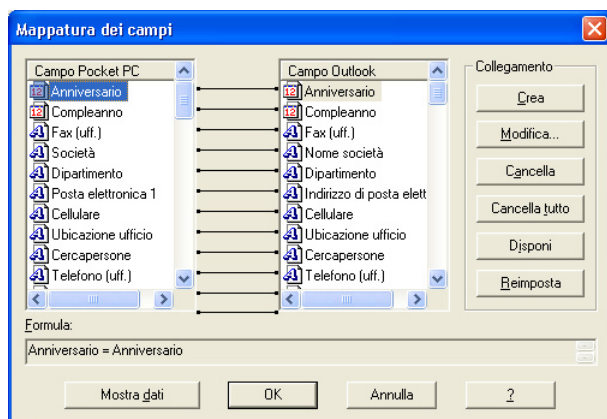 Mappatura dei campi
Campo Pocket PC
Anniversario
Compleanno
Fax (uff.)
Società
Dipartimento
Posta elettronica 1
Cellulare
Ubicazione ufficio
Cercapersone
Telefono (uff.)
Campo Outlook
Anniversario
Compleanno
Fax (uff.)
Nome società
Dipartimento
Indirizzo di posta elett
Cellulare
Ubicazione ufficio
Cercapersone
Telefono (uff.)
Collegamento
Crea
Modifica...
Cancella
Cancella tutto
Disponi
Reimposta
Formula:
Anniversario = Anniversario
Mostra dati
OK
Annulla
?